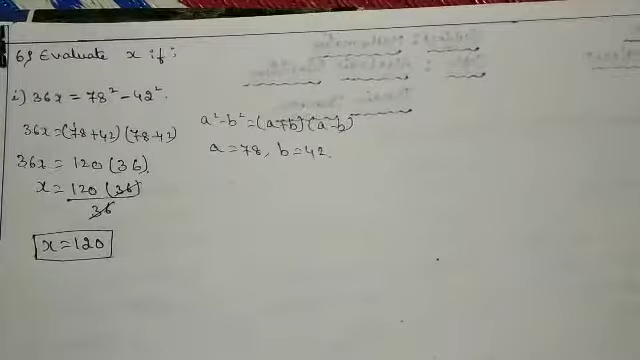 6) Evaluate x if:
i) 36x = 78² - 42².
36x = (78+42) (78-42)
a²-b² = (a+b) (a-b)
36x = 120 (36).
a = 78, b = 42.
x = 120 (36)
36
x = 120